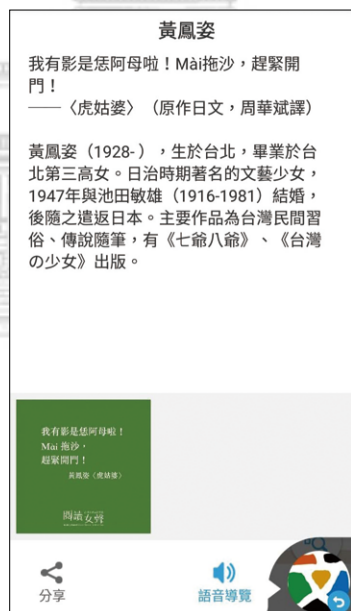 黃鳳姿
我有影是恁阿母啦！Mài拖沙，趕緊開
門！
──〈虎姑婆〉（原作日文，周華斌譯）
黃鳳姿（1928- ），生於台北，畢業於台
北第三高女。日治時期著名的文藝少女，
1947年與池田敏雄（1916-1981）結婚，
後隨之遣返日本。主要作品為台灣民間習
俗、傳說隨筆，有《七爺八爺》、《台灣
の少女》出版。
我有影是恁阿母啦！
Mài 拖沙，
趕緊開門！
黃鳳姿〈虎姑婆〉
閱讀女聲
分享
語音導覽